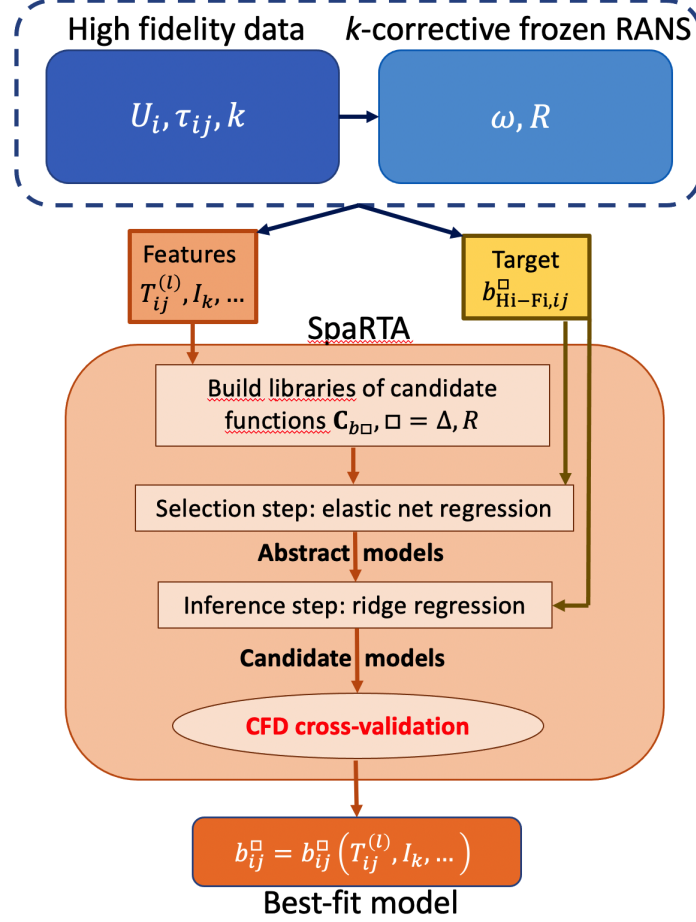 High fidelity data
k-corrective frozen RANS
U_i, τ_ij, k
ω, R
Features
T_ij^(l), I_k, …
Target
b^□_Hi−Fi,ij
SpaRTA
Build libraries of candidate
functions C_b□, □ = Δ, R
Selection step: elastic net regression
Abstract models
Inference step: ridge regression
Candidate models
CFD cross-validation
b^□_ij = b^□_ij (T_ij^(l), I_k, …)
Best-fit model